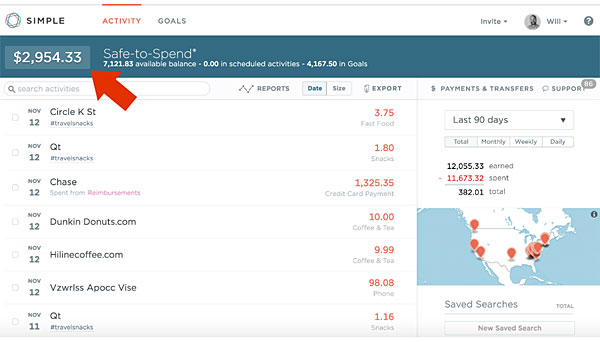 SIMPLE
ACTIVITY
GOALS
Invite
Will
?
$2,954.33
Safe-to-Spend*
7,121.83 available balance - 0.00 in scheduled activities - 4,167.50 in Goals
search activities
REPORTS
Date
Size
EXPORT
$ PAYMENTS & TRANSFERS
SUPPORT
86
NOV
12
Circle K St
#travelsnacks
3.75
Fast Food
NOV
12
Qt
#travelsnacks
1.80
Snacks
NOV
12
Chase
Spent from Reimbursements
1,325.35
Credit Card Payment
NOV
12
Dunkin Donuts.com
10.00
Coffee & Tea
NOV
12
Hilinecoffee.com
9.99
Coffee & Tea
NOV
12
Vzwrlss Apocc Vise
98.08
Phone
NOV
11
Qt
#travelsnacks
1.16
Snacks
Last 90 days
Total
Monthly
Weekly
Daily
12,055.33 earned
- 11,673.32 spent
382.01 total
Saved Searches
TOTAL
New Saved Search